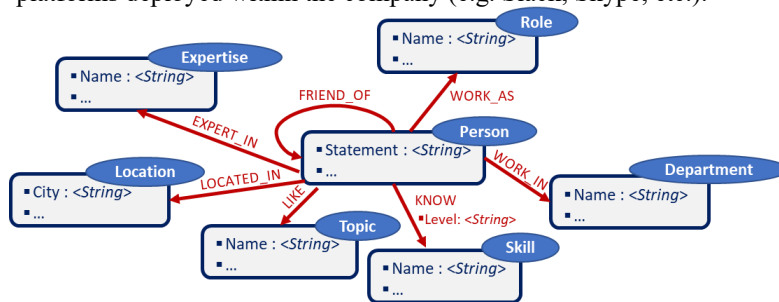 platforms deployed within the company (e.g. Slack, Skype, etc.).
Role
▪ Name : <String>
▪ ...
Expertise
▪ Name : <String>
▪ ...
FRIEND_OF
WORK_AS
EXPERT_IN
Person
▪ Statement : <String>
▪ ...
Location
▪ City : <String>
▪ ...
LOCATED_IN
WORK_IN
Department
▪ Name : <String>
▪ ...
LIKE
KNOW
▪ Level: <String>
Topic
▪ Name : <String>
▪ ...
Skill
▪ Name : <String>
▪ ...